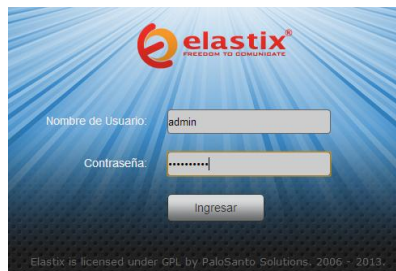 elastix®
FREEDOM TO COMUNICATE
Nombre de Usuario:
admin
Contraseña:
••••••••••
Ingresar
Elastix is licensed under GPL by PaloSanto Solutions. 2006 - 2013.